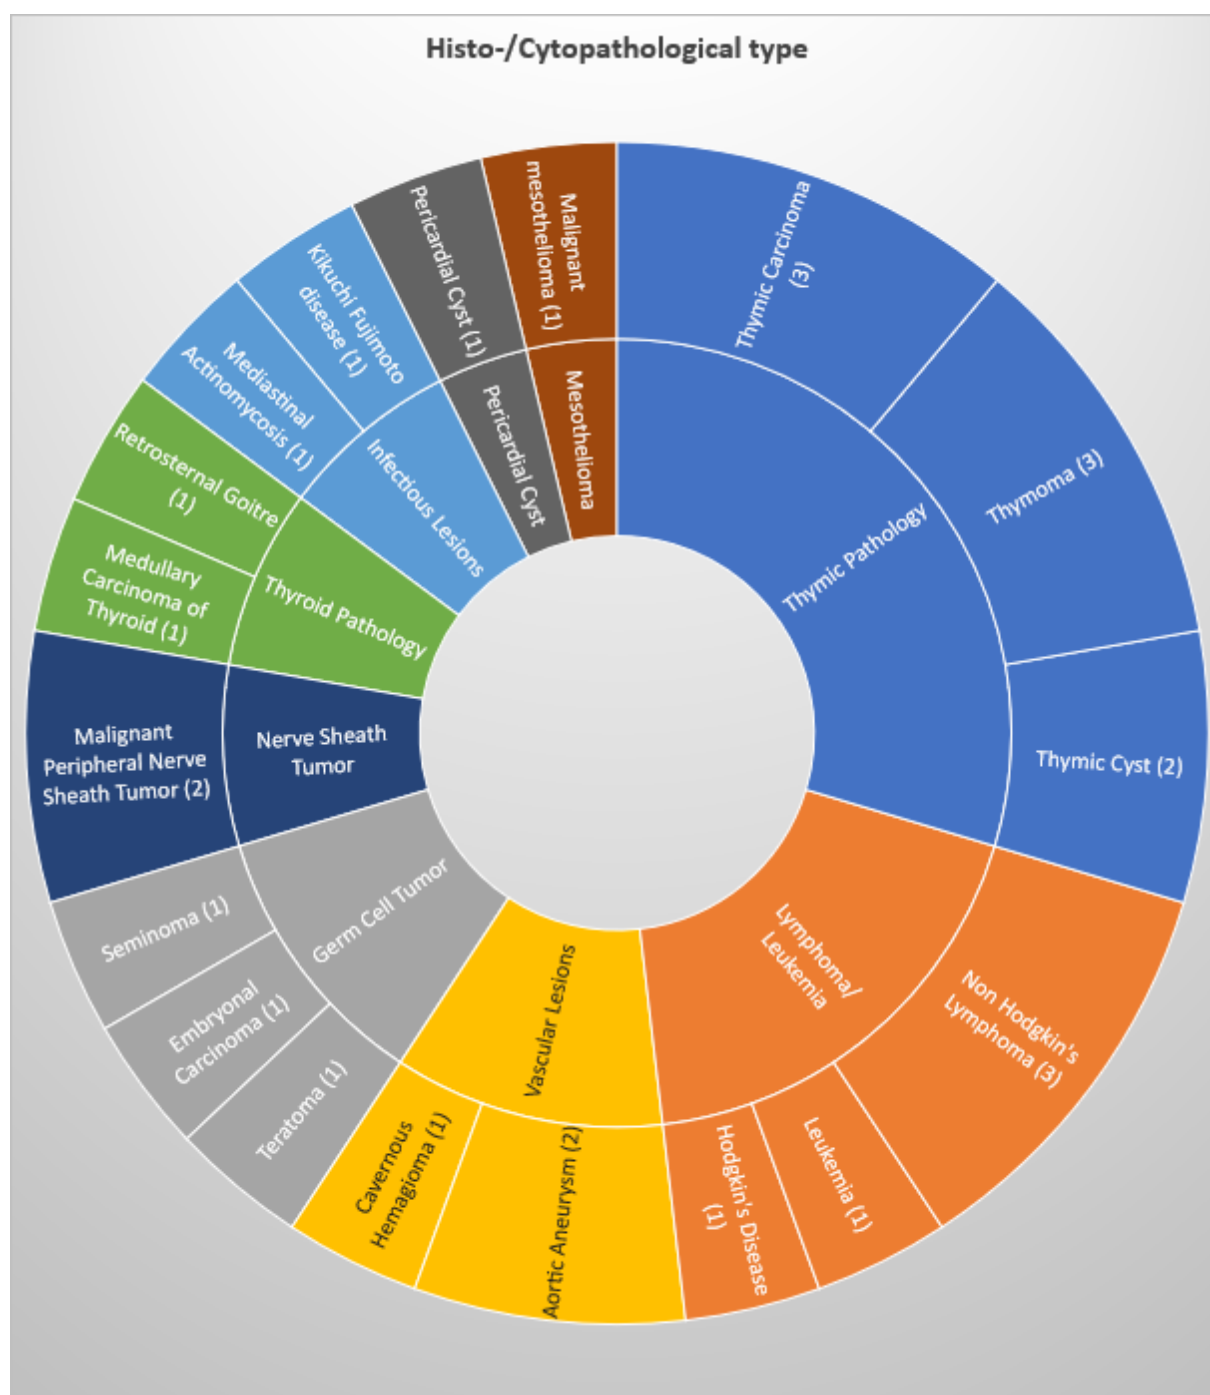 Histo-/Cytopathological type
Thymic Carcinoma
(3)
Thymoma (3)
Thymic Cyst (2)
Thymic Pathology
Non Hodgkin's
Lymphoma (3)
Leukemia (1)
Hodgkin's Disease
(1)
Lymphoma/
Leukemia
Aortic Aneurysm (2)
Cavernous
Hemagioma (1)
Vascular Lesions
Teratoma (1)
Embryonal
Carcinoma (1)
Seminoma (1)
Germ Cell Tumor
Malignant
Peripheral Nerve
Sheath Tumor (2)
Nerve Sheath
Tumor
Medullary
Carcinoma of
Thyroid (1)
Retrosternal Goitre
(1)
Thyroid Pathology
Mediastinal
Actinomycosis (1)
Kikuchi Fujimoto
disease (1)
Infectious Lesions
Pericardial Cyst (1)
Pericardial Cyst
Malignant
mesothelioma (1)
Mesothelioma